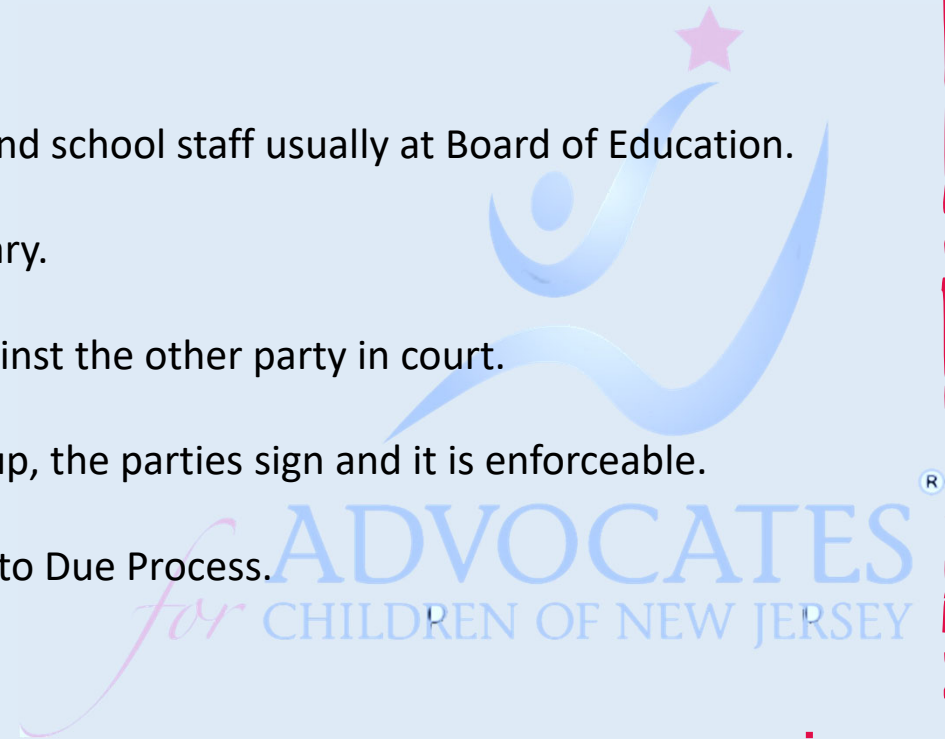 nd school staff usually at Board of Education.
ry.
inst the other party in court.
up, the parties sign and it is enforceable.
to Due Process.
®
ADVOCATES
for CHILDREN OF NEW JERSEY